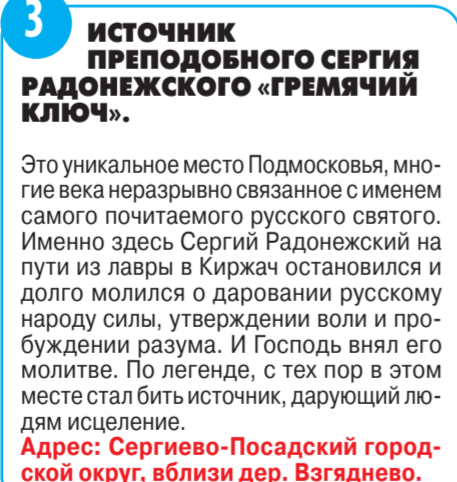 3
ИСТОЧНИК
ПРЕПОДОБНОГО СЕРГИЯ
РАДОНЕЖСКОГО «ГРЕМЯЧИЙ
КЛЮЧ».
Это уникальное место Подмосковья, мно-
гие века неразрывно связанное с именем
самого почитаемого русского святого.
Именно здесь Сергий Радонежский на
пути из лавры в Киржач остановился и
долго молился о даровании русскому
народу силы, утверждении воли и про-
буждении разума. И Господь внял его
молитве. По легенде, с тех пор в этом
месте стал бить источник, дарующий лю-
дям исцеление.
Адрес: Сергиево-Посадский город-
ской округ, вблизи дер. Взгяднево.